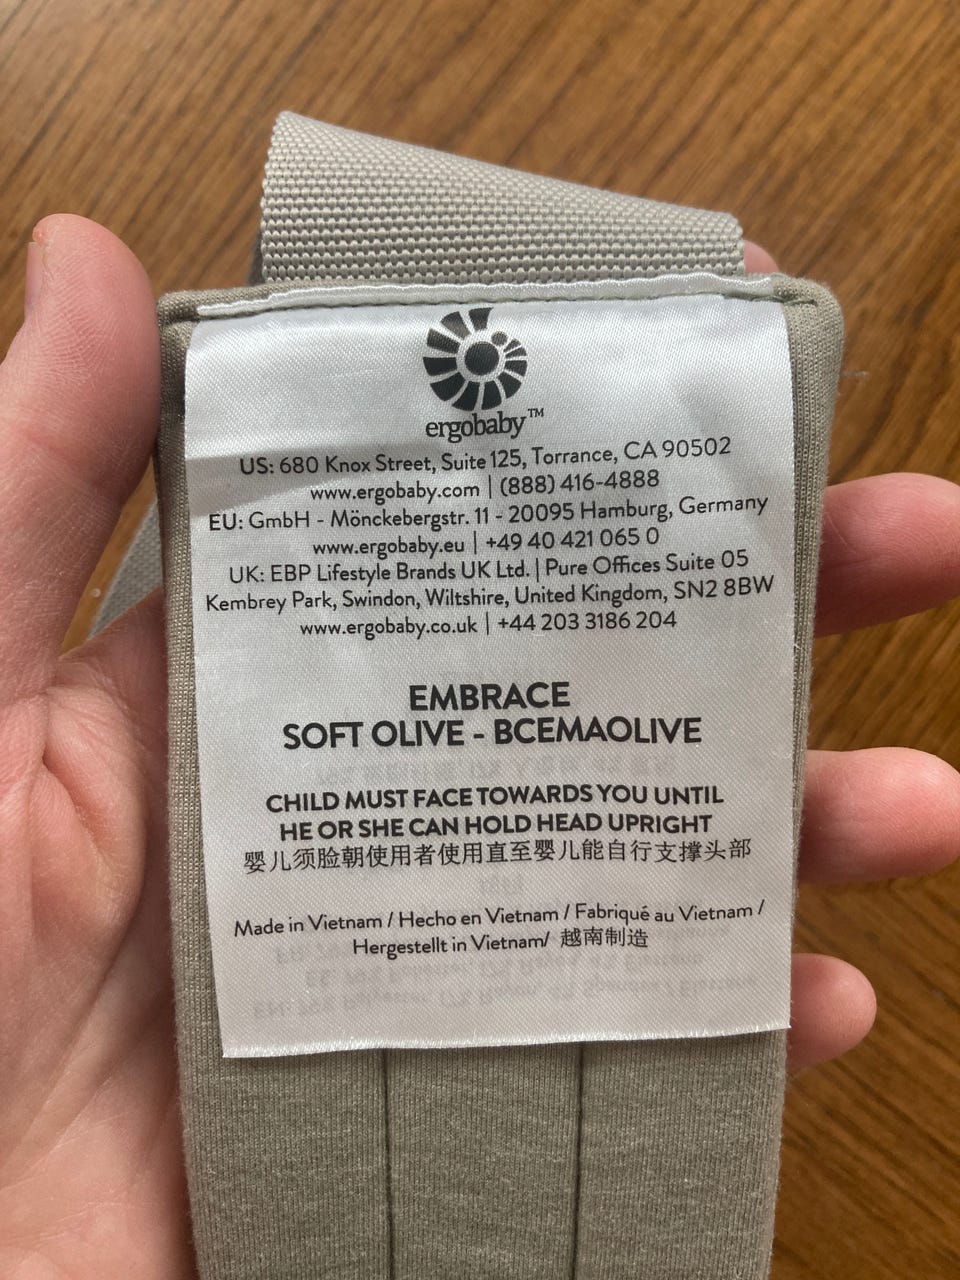 ergobaby™
US: 680 Knox Street, Suite 125, Torrance, CA 90502
www.ergobaby.com | (888) 416-4888
EU: GmbH - Mönckebergstr. 11 - 20095 Hamburg, Germany
www.ergobaby.eu | +49 40 421 065 0
UK: EBP Lifestyle Brands UK Ltd. | Pure Offices Suite 05
Kembrey Park, Swindon, Wiltshire, United Kingdom, SN2 8BW
www.ergobaby.co.uk | +44 203 3186 204
EMBRACE
SOFT OLIVE - BCEMAOLIVE
CHILD MUST FACE TOWARDS YOU UNTIL
HE OR SHE CAN HOLD HEAD UPRIGHT
婴儿须脸朝使用者使用直至婴儿能自行支撑头部
Made in Vietnam / Hecho en Vietnam / Fabriqué au Vietnam /
Hergestellt in Vietnam/ 越南制造